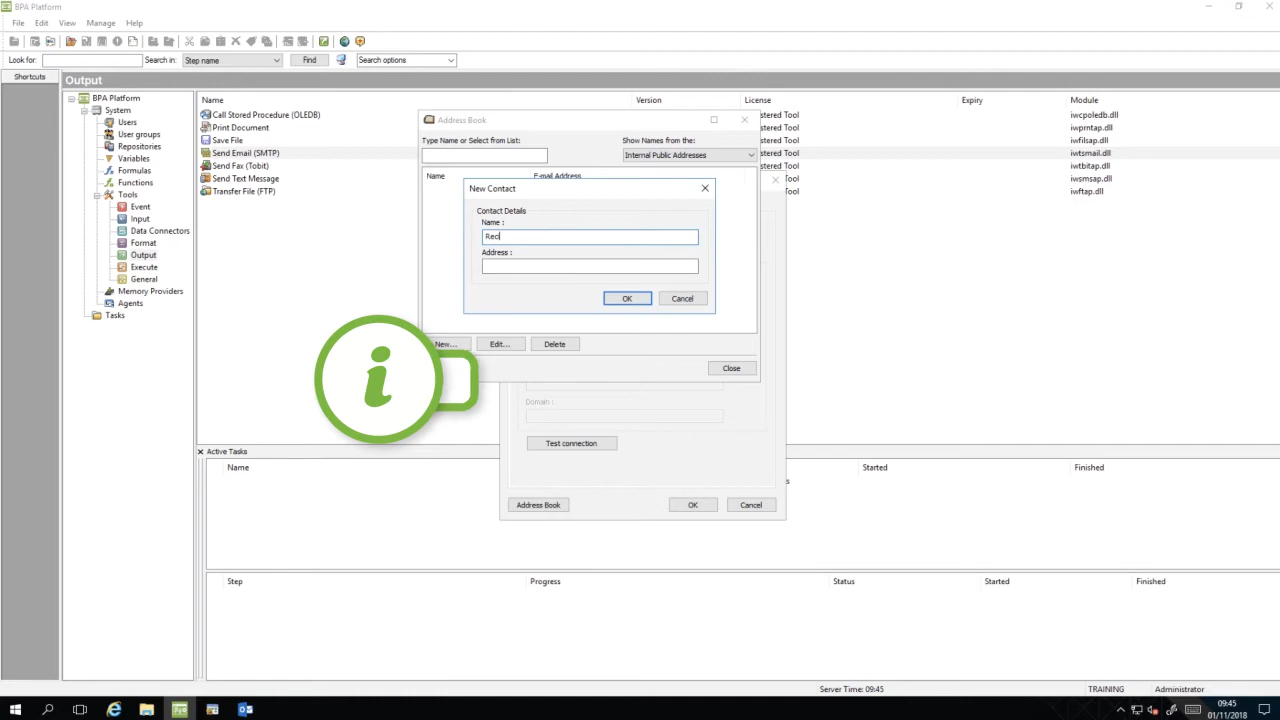 BPA Platform
File Edit View Manage Help
Look for: Search in: Step name Find Search options
Shortcuts Output
BPA Platform
System
Users
User groups
Repositories
Variables
Formulas
Functions
Tools
Event
Input
Data Connectors
Format
Output
Execute
General
Memory Providers
Agents
Tasks
Name Version License Expiry Module
Call Stored Procedure (OLEDB) stered Tool iwcpoledb.dll
Print Document stered Tool iwprntap.dll
Save File stered Tool iwfilsap.dll
Send Email (SMTP) stered Tool iwtsmail.dll
Send Fax (Tobit) stered Tool iwtbitap.dll
Send Text Message stered Tool iwsmsap.dll
Transfer File (FTP) stered Tool iwftap.dll
Address Book
Type Name or Select from List: Show Names from the:
Internal Public Addresses
Name E-mail Address
New Contact
Contact Details
Name :
Reci
Address :
OK Cancel
New... Edit... Delete
Close
i
Domain :
Test connection
Address Book OK Cancel
Active Tasks
Name Started Finished
Step Progress Status Started Finished
Server Time: 09:45 TRAINING Administrator
09:45
01/11/2018